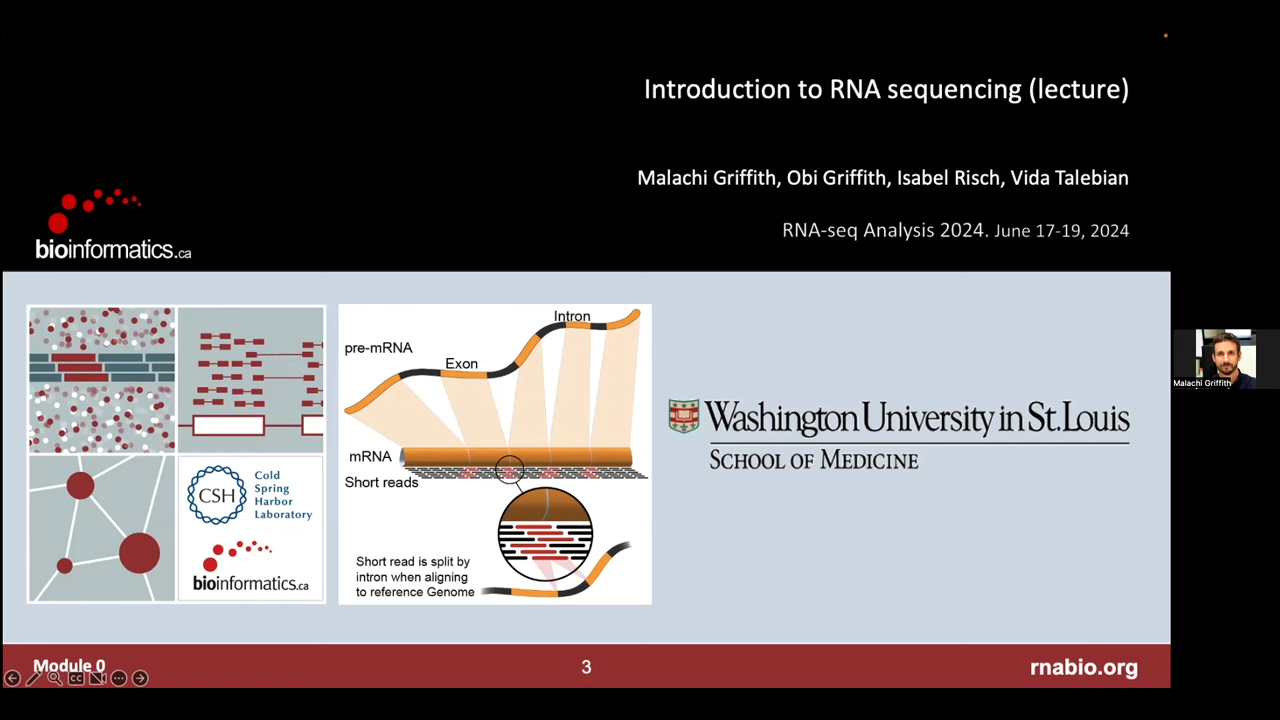 Introduction to RNA sequencing (lecture)
Malachi Griffith, Obi Griffith, Isabel Risch, Vida Talebian
RNA-seq Analysis 2024. June 17-19, 2024
bioinformatics.ca
Intron
pre-mRNA
Exon
mRNA
Short reads
Short read is split by
intron when aligning
to reference Genome
CSH
Cold
Spring
Harbor
Laboratory
bioinformatics.ca
Washington University in St. Louis
SCHOOL OF MEDICINE
Malachi Griffith
Module 0
3
rnabio.org
CC